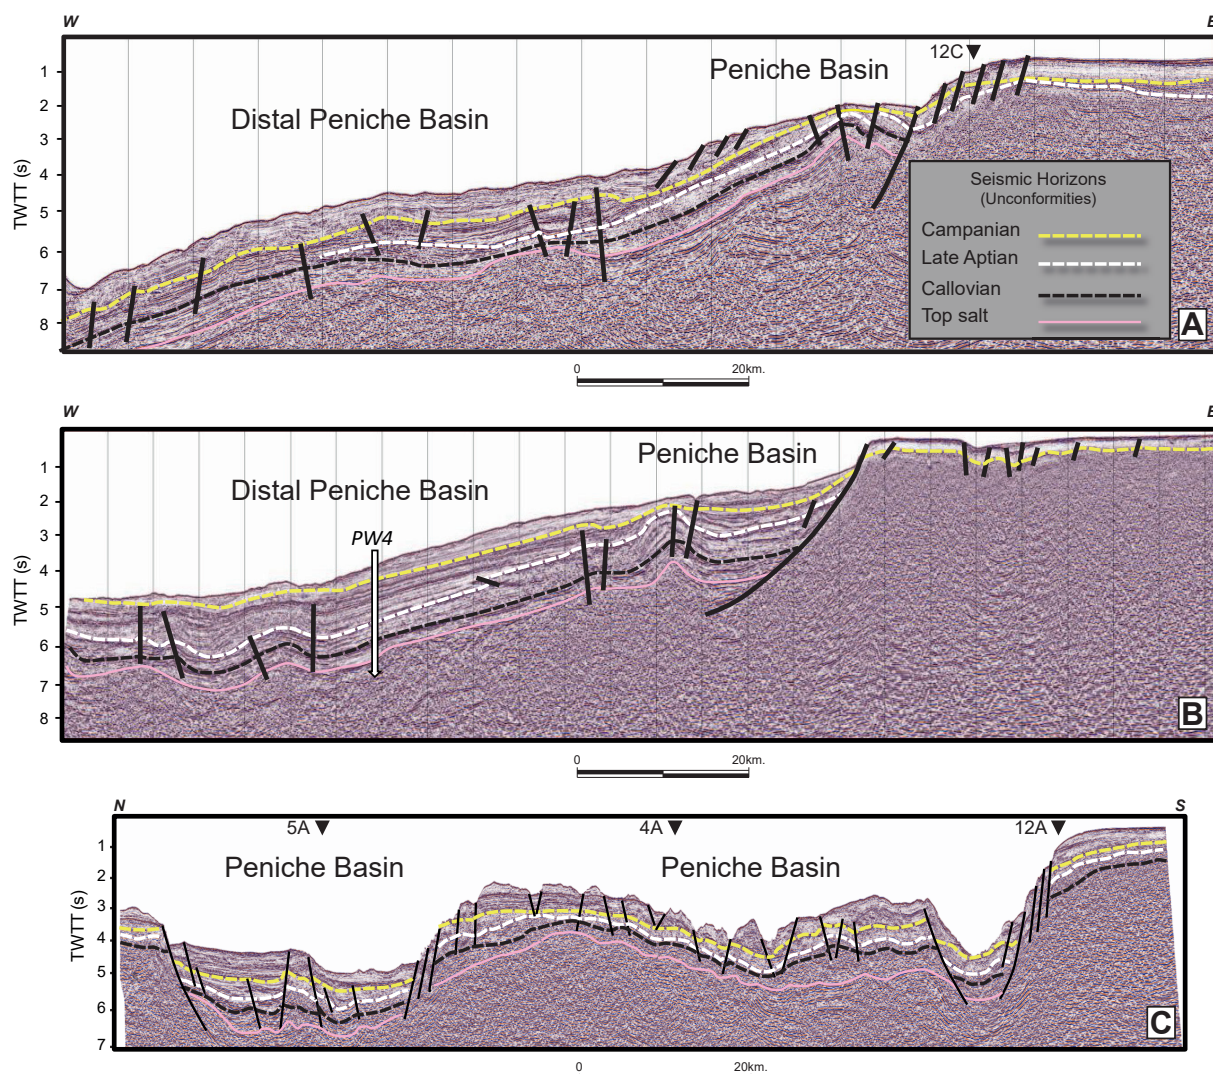 W
E
12C
Peniche Basin
Distal Peniche Basin
1
2
3
4
5
6
7
8
TWTT (s)
Seismic Horizons
(Unconformities)
Campanian
Late Aptian
Callovian
Top salt
A
0 20km.
W
E
Peniche Basin
Distal Peniche Basin
PW4
1
2
3
4
5
6
7
8
TWTT (s)
B
0 20km.
N
S
5A
4A
12A
Peniche Basin
Peniche Basin
1
2
3
4
5
6
7
TWTT (s)
C
0 20km.